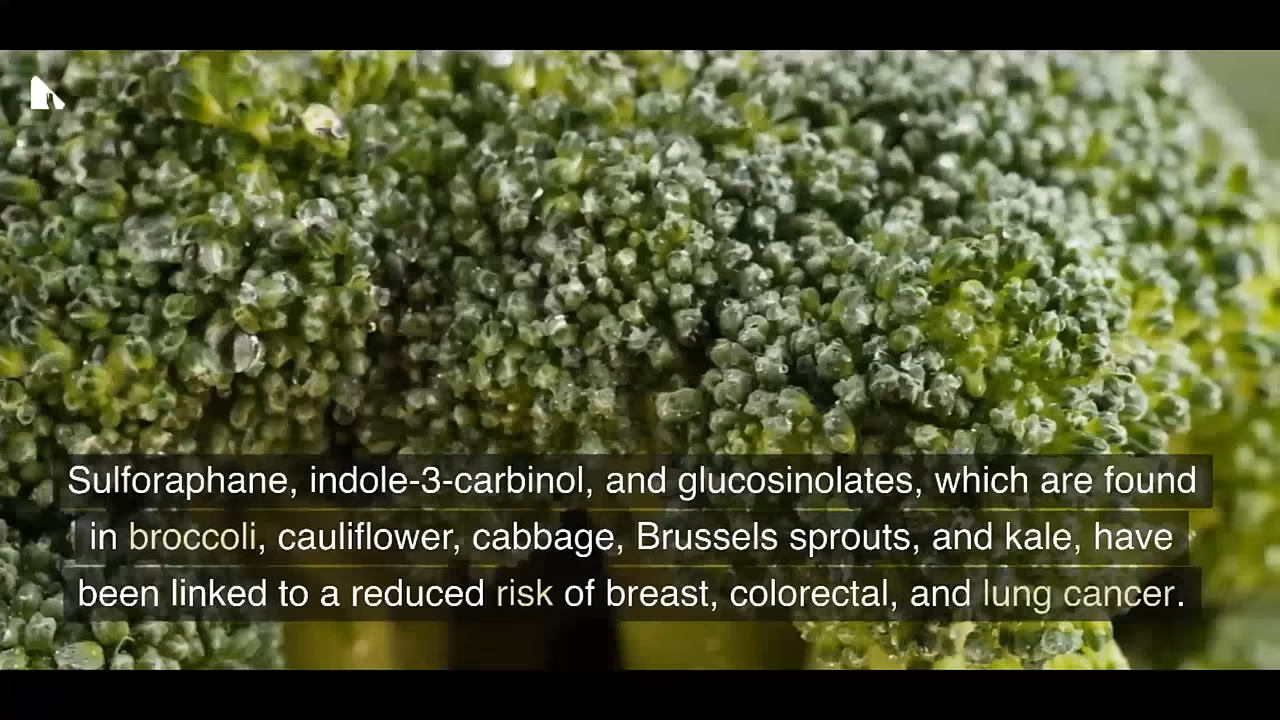 Sulforaphane, indole-3-carbinol, and glucosinolates, which are found
in broccoli, cauliflower, cabbage, Brussels sprouts, and kale, have
been linked to a reduced risk of breast, colorectal, and lung cancer.